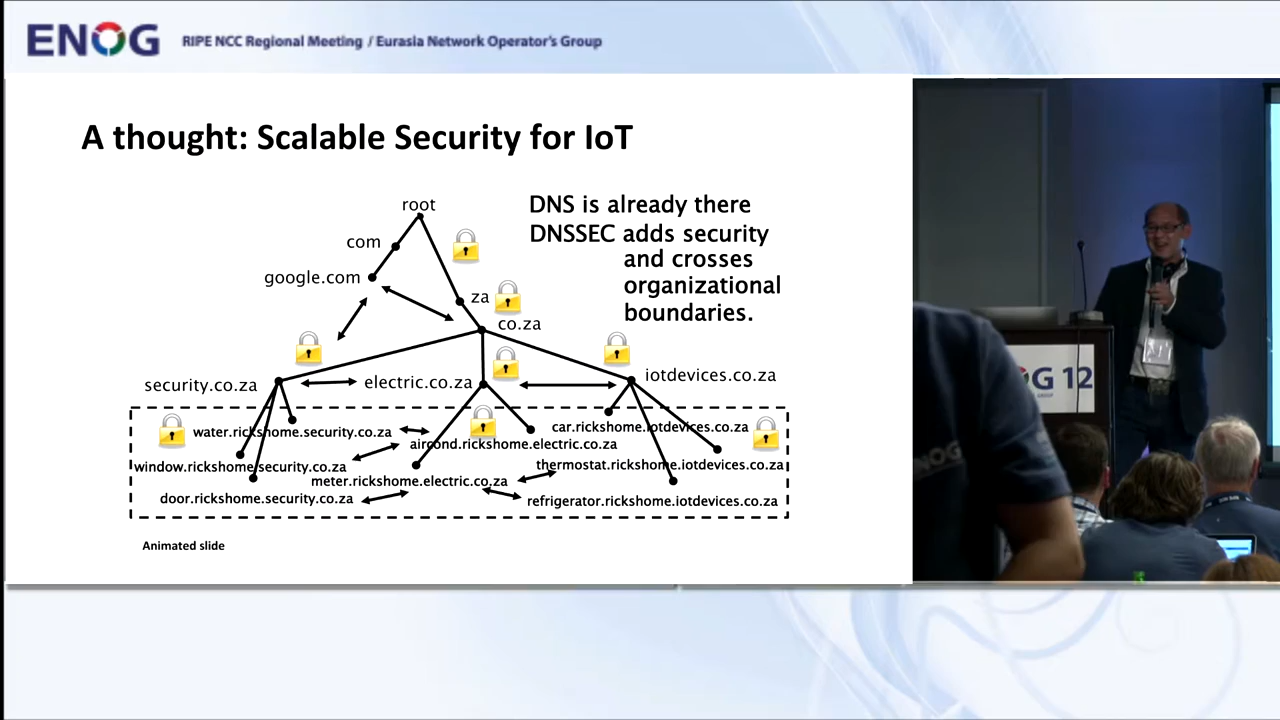 ENOG
RIPE NCC Regional Meeting / Eurasia Network Operator's Group
A thought: Scalable Security for IoT
root
com
google.com
za
co.za
DNS is already there
DNSSEC adds security
and crosses
organizational
boundaries.
security.co.za
electric.co.za
iotdevices.co.za
water.rickshome.security.co.za
car.rickshome.iotdevices.co.za
aircond.rickshome.electric.co.za
window.rickshome.security.co.za
thermostat.rickshome.iotdevices.co.za
meter.rickshome.electric.co.za
door.rickshome.security.co.za
refrigerator.rickshome.iotdevices.co.za
Animated slide
OG 12
GROUP
ENOG